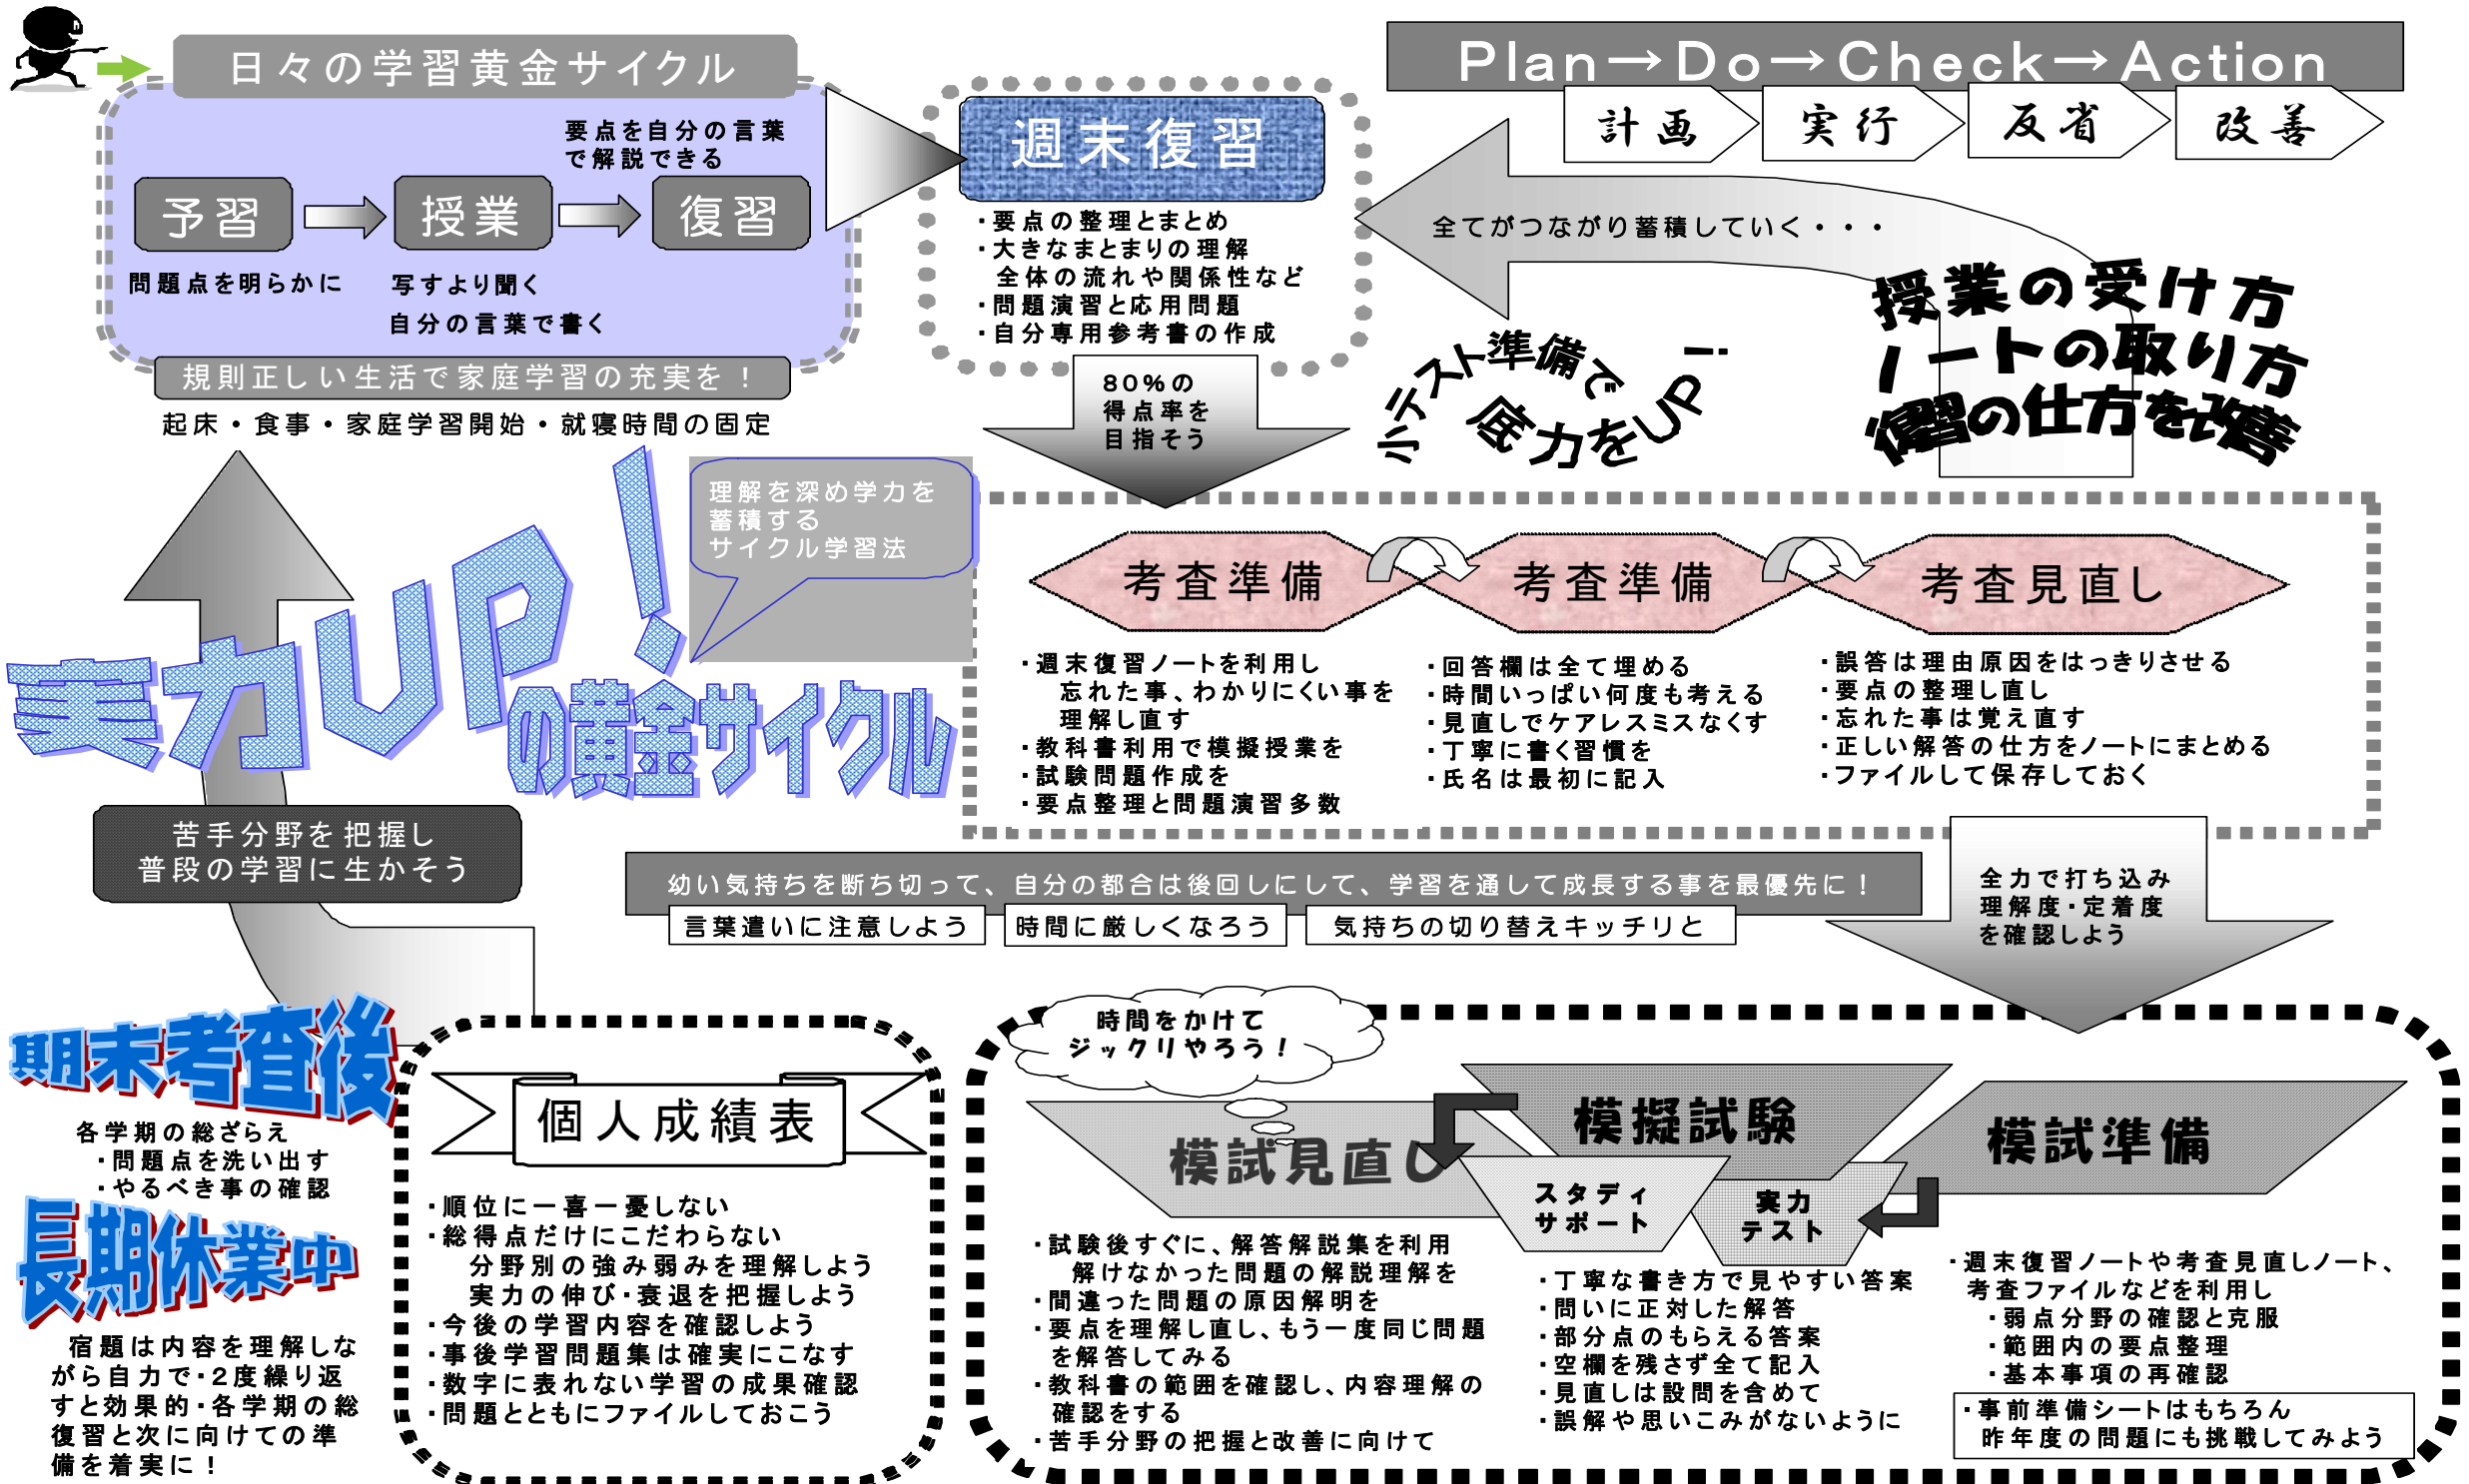 日々の学習黄金サイクル
要点を自分の言葉
で解説できる
予習
授業
復習
問題点を明らかに
写すより聞く
自分の言葉で書く
規則正しい生活で家庭学習の充実を！
起床・食事・家庭学習開始・就寝時間の固定
週末復習
・要点の整理とまとめ
・大きなまとまりの理解
全体の流れや関係性など
・問題演習と応用問題
・自分専用参考書の作成
Plan→Do→Check→Action
計画
実行
反省
改善
全てがつながり蓄積していく・・・
授業の受け方
ノートの取り方
復習の仕方を改善
小テスト準備で
底力をUP！
80%の
得点率を
目指そう
実力UP！
の黄金サイクル
理解を深め学力を
蓄積する
サイクル学習法
考査準備
・週末復習ノートを利用し
忘れた事、わかりにくい事を
理解し直す
・教科書利用で模擬授業を
・試験問題作成を
・要点整理と問題演習多数
考査準備
・回答欄は全て埋める
・時間いっぱい何度も考える
・見直しでケアレスミスなくす
・丁寧に書く習慣を
・氏名は最初に記入
考査見直し
・誤答は理由原因をはっきりさせる
・要点の整理し直し
・忘れた事は覚え直す
・正しい解答の仕方をノートにまとめる
・ファイルして保存しておく
苦手分野を把握し
普段の学習に生かそう
幼い気持ちを断ち切って、自分の都合は後回しにして、学習を通して成長する事を最優先に！
言葉遣いに注意しよう
時間に厳しくなろう
気持ちの切り替えキッチリと
全力で打ち込み
理解度・定着度
を確認しよう
期末考査後
各学期の総ざらえ
・問題点を洗い出す
・やるべき事の確認
長期休業中
宿題は内容を理解しな
がら自力で・２度繰り返
すと効果的・各学期の総
復習と次に向けての準
備を着実に！
個人成績表
・順位に一喜一憂しない
・総得点だけにこだわらない
分野別の強み弱みを理解しよう
実力の伸び・衰退を把握しよう
・今後の学習内容を確認しよう
・事後学習問題集は確実にこなす
・数字に表れない学習の成果確認
・問題とともにファイルしておこう
時間をかけて
ジックリやろう！
模試見直し
・試験後すぐに、解答解説集を利用
解けなかった問題の解説理解を
・間違った問題の原因解明を
・要点を理解し直し、もう一度同じ問題
を解答してみる
・教科書の範囲を確認し、内容理解の
確認をする
・苦手分野の把握と改善に向けて
模擬試験
スタディ
サポート
実力
テスト
・丁寧な書き方で見やすい答案
・問いに正対した解答
・部分点のもらえる答案
・空欄を残さず全て記入
・見直しは設問を含めて
・誤解や思いこみがないように
模試準備
・週末復習ノートや考査見直しノート、
考査ファイルなどを利用し
・弱点分野の確認と克服
・範囲内の要点整理
・基本事項の再確認
・事前準備シートはもちろん
昨年度の問題にも挑戦してみよう